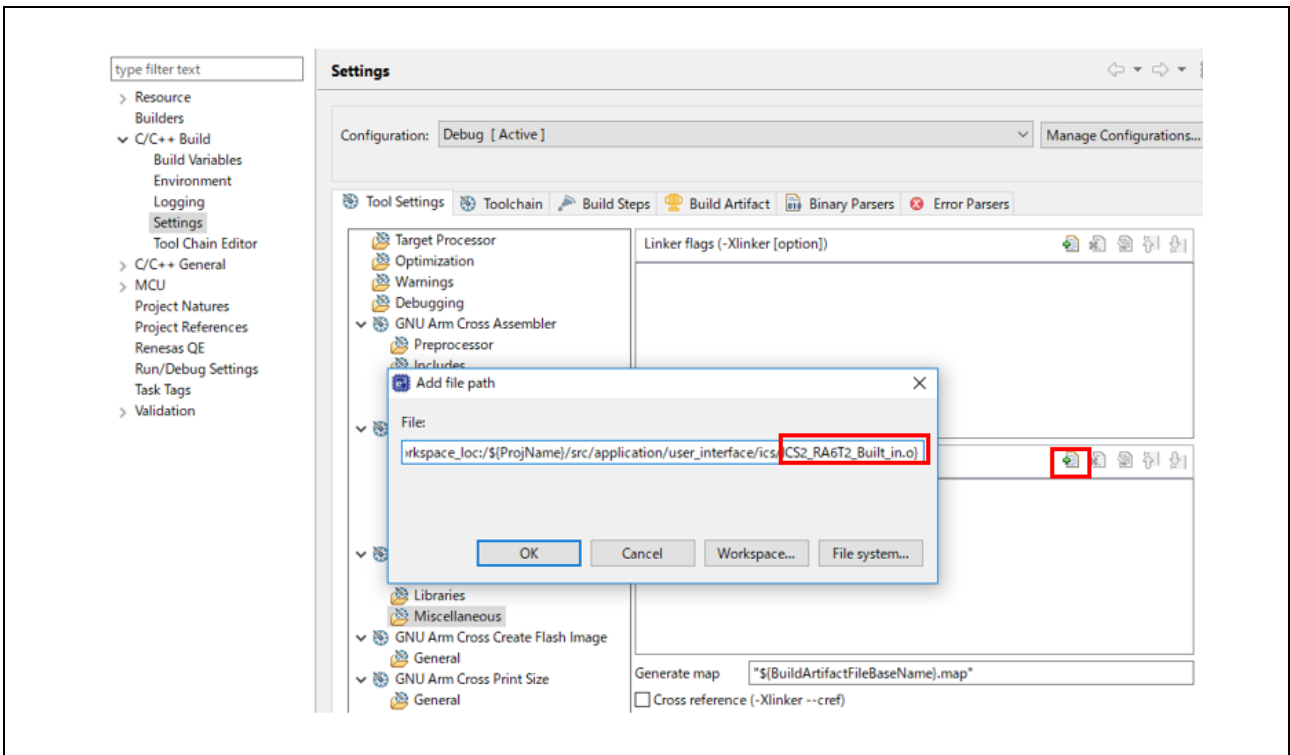 type filter text
Resource
Builders
C/C++ Build
Build Variables
Environment
Logging
Settings
Tool Chain Editor
C/C++ General
MCU
Project Natures
Project References
Renesas QE
Run/Debug Settings
Task Tags
Validation
Settings
Configuration: Debug [ Active ]
Manage Configurations...
Tool Settings Toolchain Build Steps Build Artifact Binary Parsers Error Parsers
Target Processor
Optimization
Warnings
Debugging
GNU Arm Cross Assembler
Preprocessor
Includes
Linker flags (-Xlinker [option])
Add file path
File:
rkspace_loc:/${ProjName}/src/application/user_interface/ics/ICS2_RA6T2_Built_in.o}
OK Cancel Workspace... File system...
Libraries
Miscellaneous
GNU Arm Cross Create Flash Image
General
GNU Arm Cross Print Size
General
Generate map "${BuildArtifactFileBaseName}.map"
Cross reference (-Xlinker --cref)